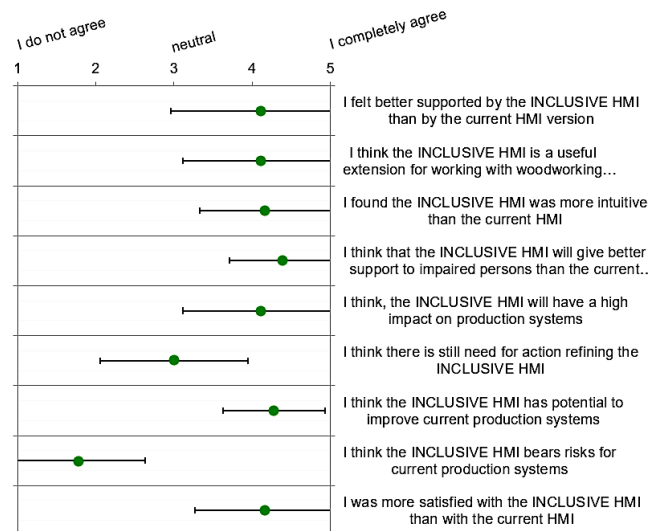 I do not agree
neutral
I completely agree
1 2 3 4 5
I felt better supported by the INCLUSIVE HMI
than by the current HMI version
I think the INCLUSIVE HMI is a useful
extension for working with woodworking...
I found the INCLUSIVE HMI was more intuitive
than the current HMI
I think that the INCLUSIVE HMI will give better
support to impaired persons than the current..
I think, the INCLUSIVE HMI will have a high
impact on production systems
I think there is still need for action refining the
INCLUSIVE HMI
I think the INCLUSIVE HMI has potential to
improve current production systems
I think the INCLUSIVE HMI bears risks for
current production systems
I was more satisfied with the INCLUSIVE HMI
than with the current HMI